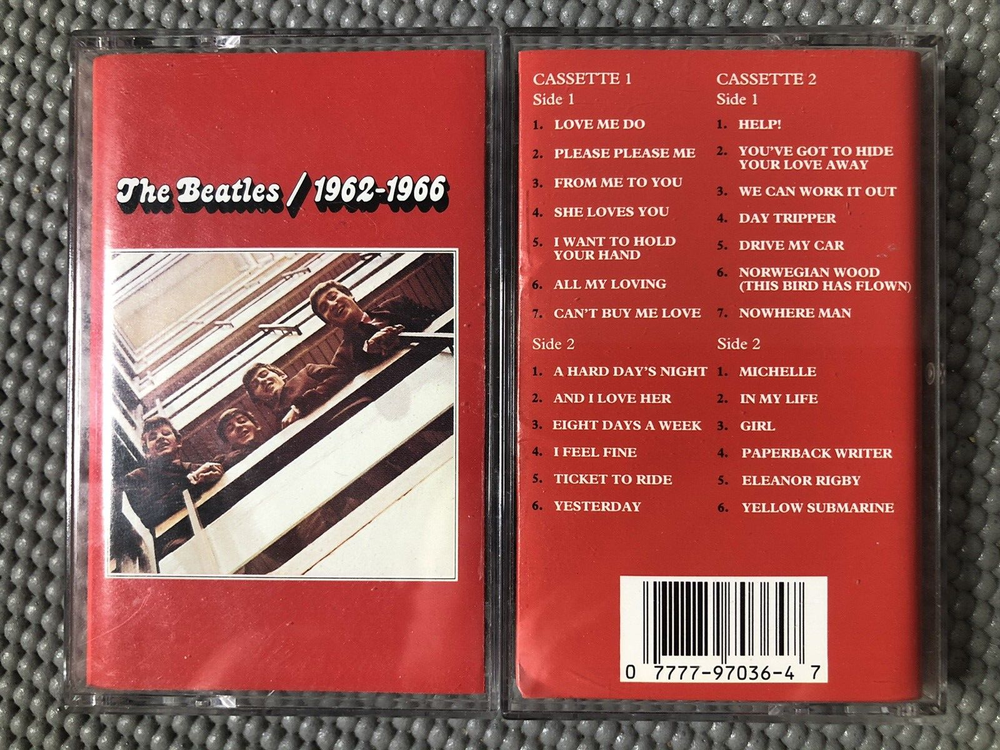 The Beatles / 1962-1966
CASSETTE 1
Side 1
1. LOVE ME DO
2. PLEASE PLEASE ME
3. FROM ME TO YOU
4. SHE LOVES YOU
5. I WANT TO HOLD
YOUR HAND
6. ALL MY LOVING
7. CAN'T BUY ME LOVE
Side 2
1. A HARD DAY'S NIGHT
2. AND I LOVE HER
3. EIGHT DAYS A WEEK
4. I FEEL FINE
5. TICKET TO RIDE
6. YESTERDAY
CASSETTE 2
Side 1
1. HELP!
2. YOU'VE GOT TO HIDE
YOUR LOVE AWAY
3. WE CAN WORK IT OUT
4. DAY TRIPPER
5. DRIVE MY CAR
6. NORWEGIAN WOOD
(THIS BIRD HAS FLOWN)
7. NOWHERE MAN
Side 2
1. MICHELLE
2. IN MY LIFE
3. GIRL
4. PAPERBACK WRITER
5. ELEANOR RIGBY
6. YELLOW SUBMARINE
0 7777-97036-4 7